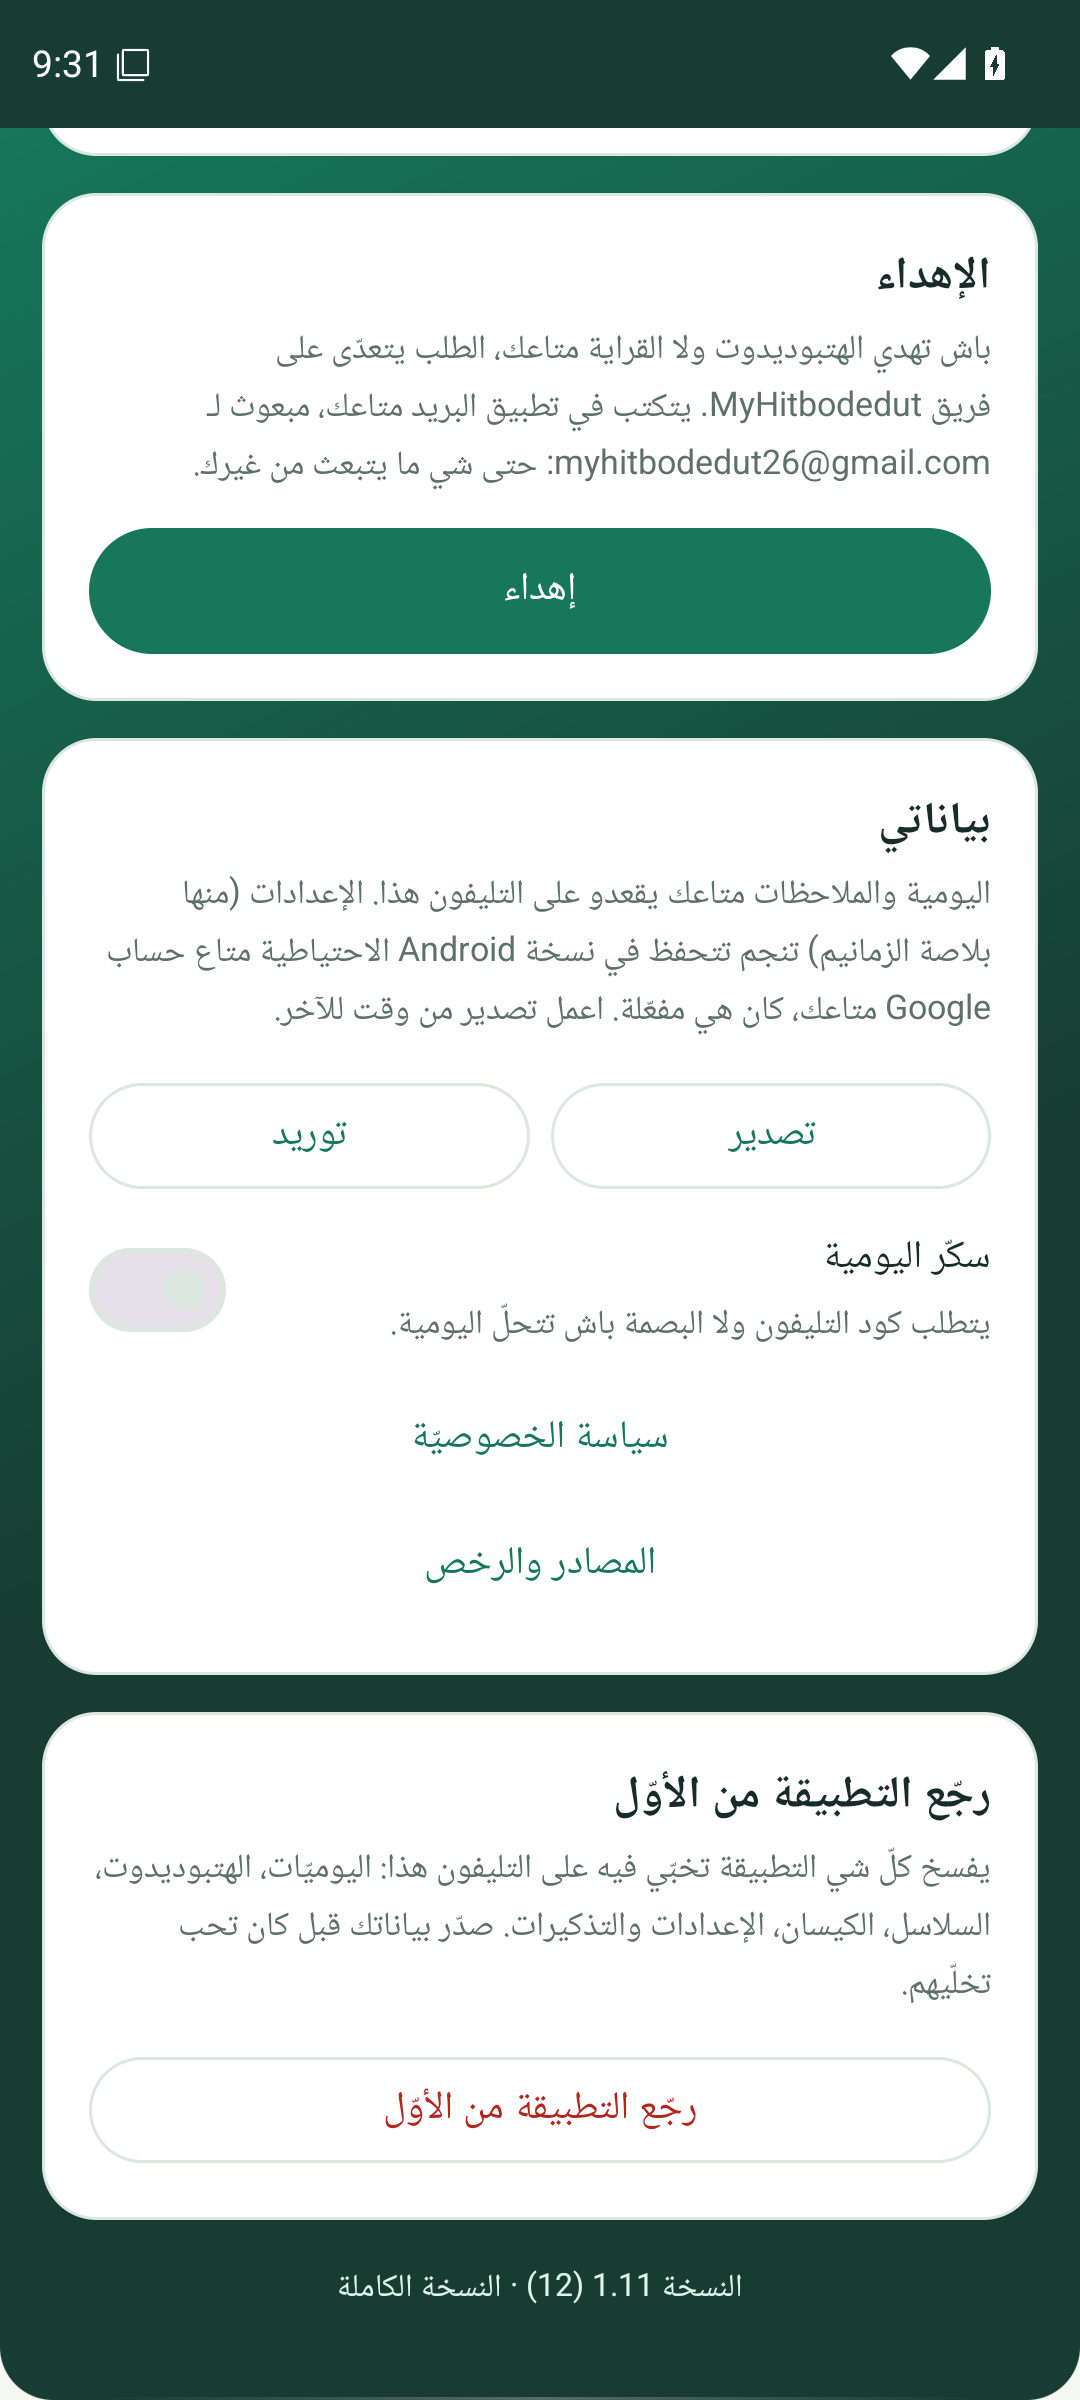 9:31
الإهداء
باش تهدي الهتبوديدوت ولا القراية متاعك، الطلب يتعدّى على
فريق MyHitbodedut. يتكتب في تطبيق البريد متاعك، مبعوث لـ
myhitbodedut26@gmail.com: حتى شي ما يتبعث من غيرك.
إهداء
بياناتي
اليومية والملاحظات متاعك يقعدو على التليفون هذا. الإعدادات (منها
بلاصة الزمانيم) تنجم تتحفظ في نسخة Android الاحتياطية متاع حساب
Google متاعك، كان هي مفعّلة. اعمل تصدير من وقت للآخر.
تصدير
توريد
سكّر اليومية
يتطلب كود التليفون ولا البصمة باش تتحلّ اليومية.
سياسة الخصوصيّة
المصادر والرخص
رجّع التطبيقة من الأوّل
يفسخ كلّ شي التطبيقة تخبّي فيه على التليفون هذا: اليوميّات، الهتبوديدوت،
السلاسل، الكيسان، الإعدادات والتذكيرات. صدّر بياناتك قبل كان تحب
تخلّيهم.
رجّع التطبيقة من الأوّل
النسخة 1.11 (12) · النسخة الكاملة